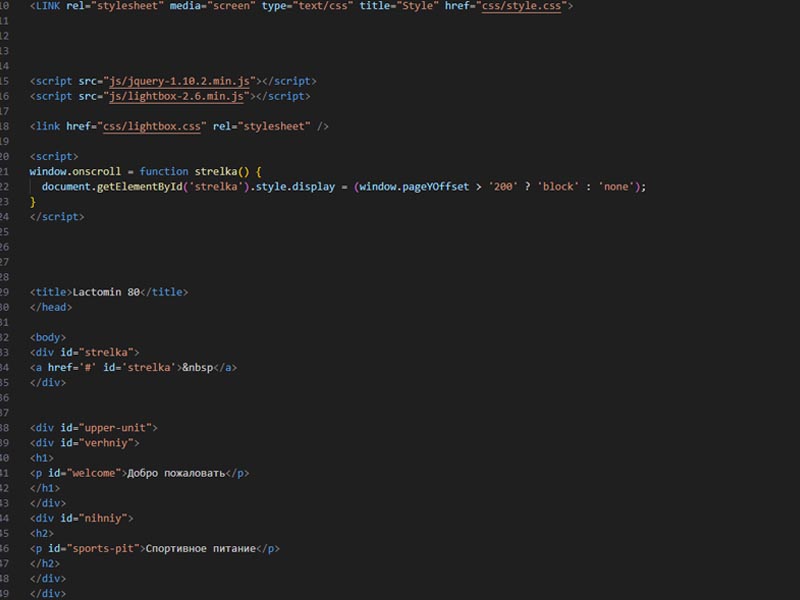 10 <LINK rel="stylesheet" media="screen" type="text/css" title="Style" href="css/style.css">
11
12
13
14
15 <script src="js/jquery-1.10.2.min.js"></script>
16 <script src="js/lightbox-2.6.min.js"></script>
17
18 <link href="css/lightbox.css" rel="stylesheet" />
19
20 <script>
21 window.onscroll = function strelka() {
22 document.getElementById('strelka').style.display = (window.pageYOffset > '200' ? 'block' : 'none');
23 }
24 </script>
25
26
27
28
29 <title>Lactomin 80</title>
30 </head>
31
32 <body>
33 <div id="strelka">
34 <a href='#' id='strelka'>&nbsp</a>
35 </div>
36
37
38 <div id="upper-unit">
39 <div id="verhniy">
40 <h1>
41 <p id="welcome">Добро пожаловать</p>
42 </h1>
43 </div>
44 <div id="nihniy">
45 <h2>
46 <p id="sports-pit">Спортивное питание</p>
47 </h2>
48 </div>
49 </div>